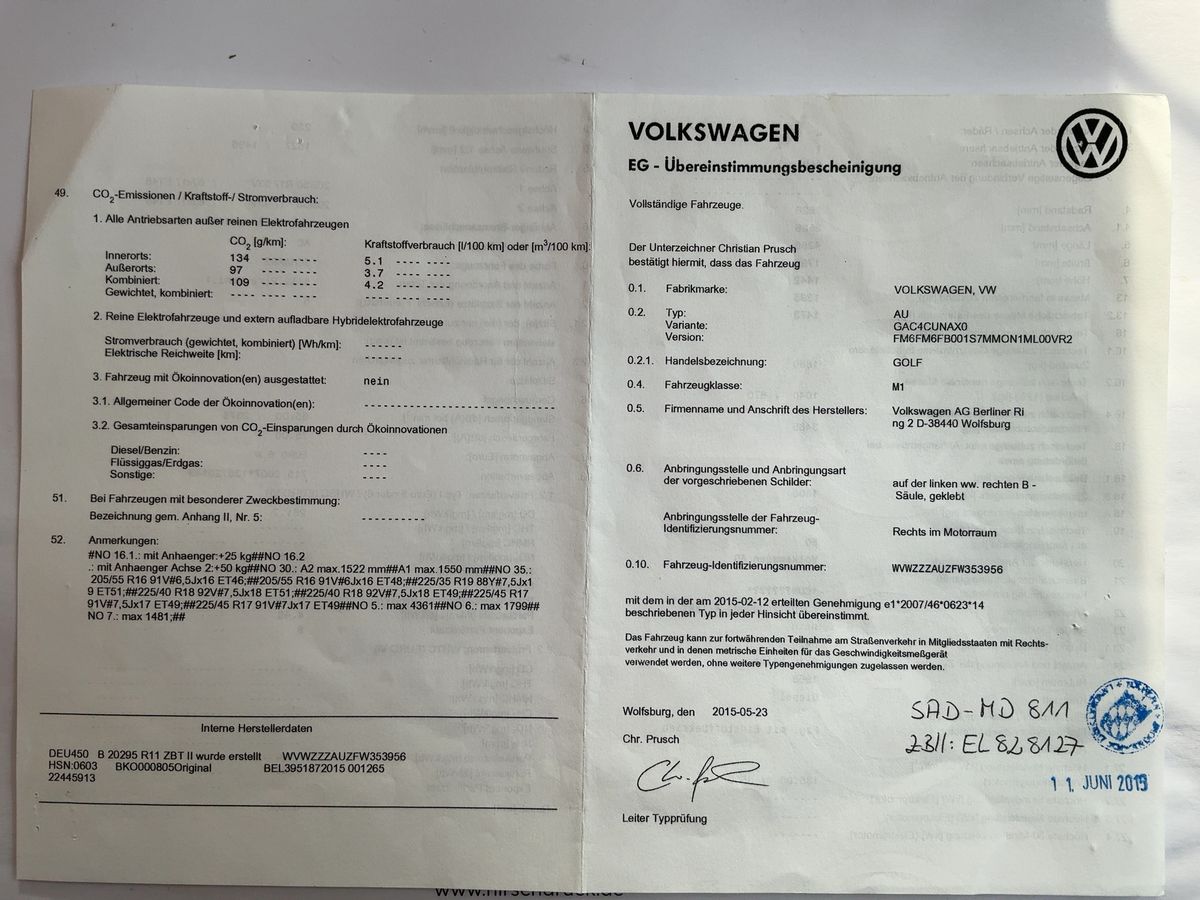 49. CO2-Emissionen / Kraftstoff-/ Stromverbrauch:
1. Alle Antriebsarten außer reinen Elektrofahrzeugen
CO2 [g/km]: Kraftstoffverbrauch [l/100 km] oder [m3/100 km]:
Innerorts: 134 ---- ---- 5.1 ---- ----
Außerorts: 97 ---- ---- 3.7 ---- ----
Kombiniert: 109 ---- ---- 4.2 ---- ----
Gewichtet, kombiniert: ---- ---- ---- ---- ---- ----
2. Reine Elektrofahrzeuge und extern aufladbare Hybridelektrofahrzeuge
Stromverbrauch (gewichtet, kombiniert) [Wh/km]: ------
Elektrische Reichweite [km]: ------
3. Fahrzeug mit Ökoinnovation(en) ausgestattet: nein
3.1. Allgemeiner Code der Ökoinnovation(en): ------------------------------
3.2. Gesamteinsparungen von CO2-Einsparungen durch Ökoinnovationen
Diesel/Benzin: ----
Flüssiggas/Erdgas: ----
Sonstige: ----
51. Bei Fahrzeugen mit besonderer Zweckbestimmung:
Bezeichnung gem. Anhang II, Nr. 5: ----------
52. Anmerkungen:
#NO 16.1.: mit Anhaenger:+25 kg##NO 16.2
.: mit Anhaenger Achse 2:+50 kg##NO 30.: A2 max.1522 mm##A1 max.1550 mm##NO 35.:
205/55 R16 91V#6,5Jx16 ET46;##205/55 R16 91V#6Jx16 ET48;##225/35 R19 88Y#7,5Jx1
9 ET51;##225/40 R18 92V#7,5Jx18 ET51;##225/40 R18 92V#7,5Jx18 ET49;##225/45 R17
91V#7,5Jx17 ET49;##225/45 R17 91V#7Jx17 ET49##NO 5.: max 4361##NO 6.: max 1799##
NO 7.: max 1481;##
Interne Herstellerdaten
DEU450 B 20295 R11 ZBT II wurde erstellt WVWZZZAUZFW353956
HSN:0603 BKO000805Original BEL3951872015 001265
22445913
VOLKSWAGEN
EG - Übereinstimmungsbescheinigung
Vollständige Fahrzeuge.
Der Unterzeichner Christian Prusch
bestätigt hiermit, dass das Fahrzeug
0.1. Fabrikmarke: VOLKSWAGEN, VW
0.2. Typ: AU
Variante: GAC4CUNAX0
Version: FM6FM6FB001S7MMON1ML00VR2
0.2.1. Handelsbezeichnung: GOLF
0.4. Fahrzeugklasse: M1
0.5. Firmenname und Anschrift des Herstellers: Volkswagen AG Berliner Ri
ng 2 D-38440 Wolfsburg
0.6. Anbringungsstelle und Anbringungsart
der vorgeschriebenen Schilder: auf der linken ww. rechten B -
Säule, geklebt
Anbringungsstelle der Fahrzeug-
Identifizierungsnummer: Rechts im Motorraum
0.10. Fahrzeug-Identifizierungsnummer: WVWZZZAUZFW353956
mit dem in der am 2015-02-12 erteilten Genehmigung e1*2007/46*0623*14
beschriebenen Typ in jeder Hinsicht übereinstimmt.
Das Fahrzeug kann zur fortwährenden Teilnahme am Straßenverkehr in Mitgliedsstaaten mit Rechts-
verkehr und in denen metrische Einheiten für das Geschwindigkeitsmeßgerät
verwendet werden, ohne weitere Typengenehmigungen zugelassen werden.
Wolfsburg, den 2015-05-23
SAD-MD 811
Chr. Prusch
ZBII: EL828127
11. JUNI 2015
Leiter Typprüfung